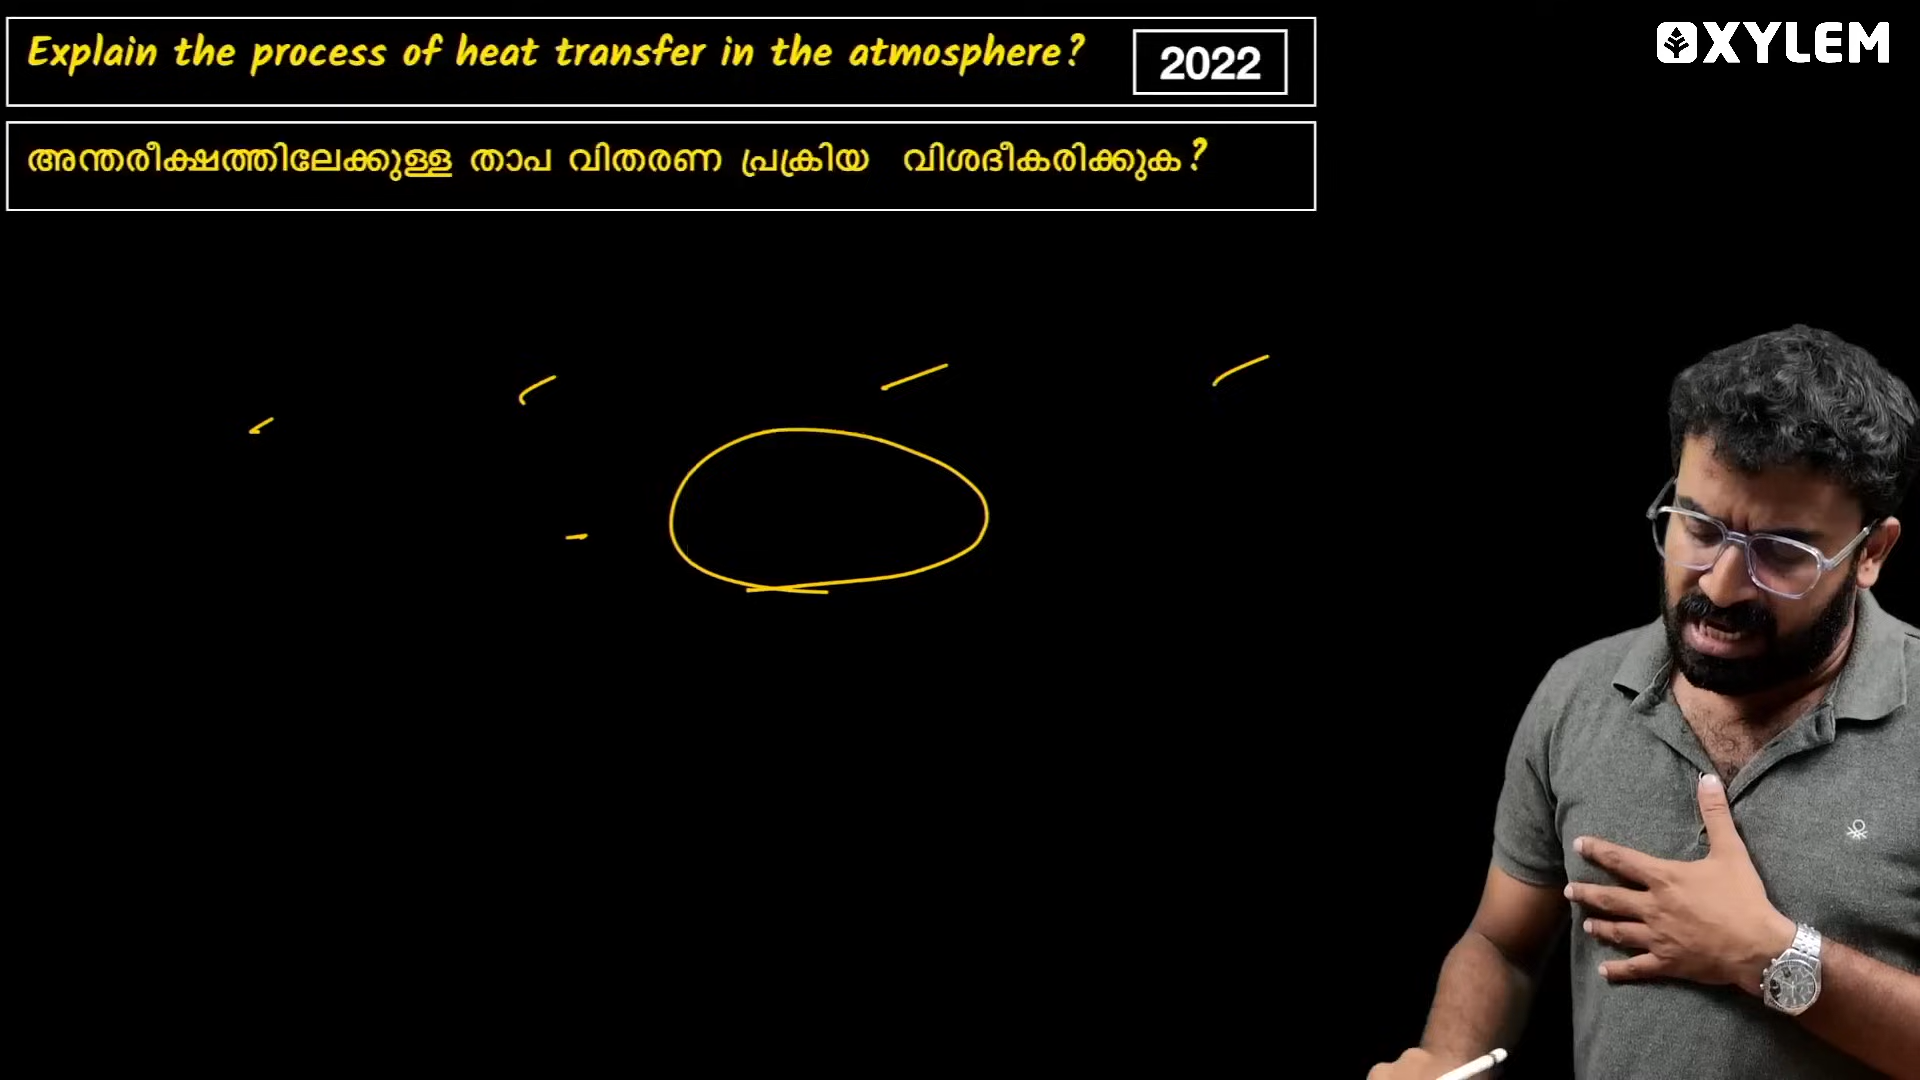 Explain the process of heat transfer in the atmosphere?
2022
XYLEM
അന്തരീക്ഷത്തിലേക്കുള്ള താപ വിതരണ പ്രക്രിയ വിശദീകരിക്കുക?